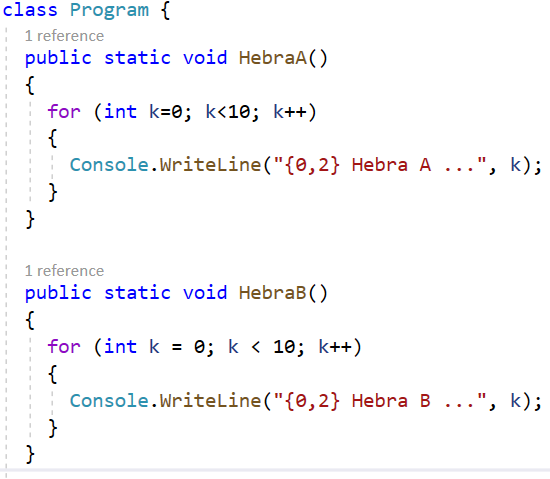 class Program {
1 reference
public static void HebraA()
{
for (int k=0; k<10; k++)
{
Console.WriteLine("{0,2} Hebra A ...", k);
}
}
1 reference
public static void HebraB()
{
for (int k = 0; k < 10; k++)
{
Console.WriteLine("{0,2} Hebra B ...", k);
}
}